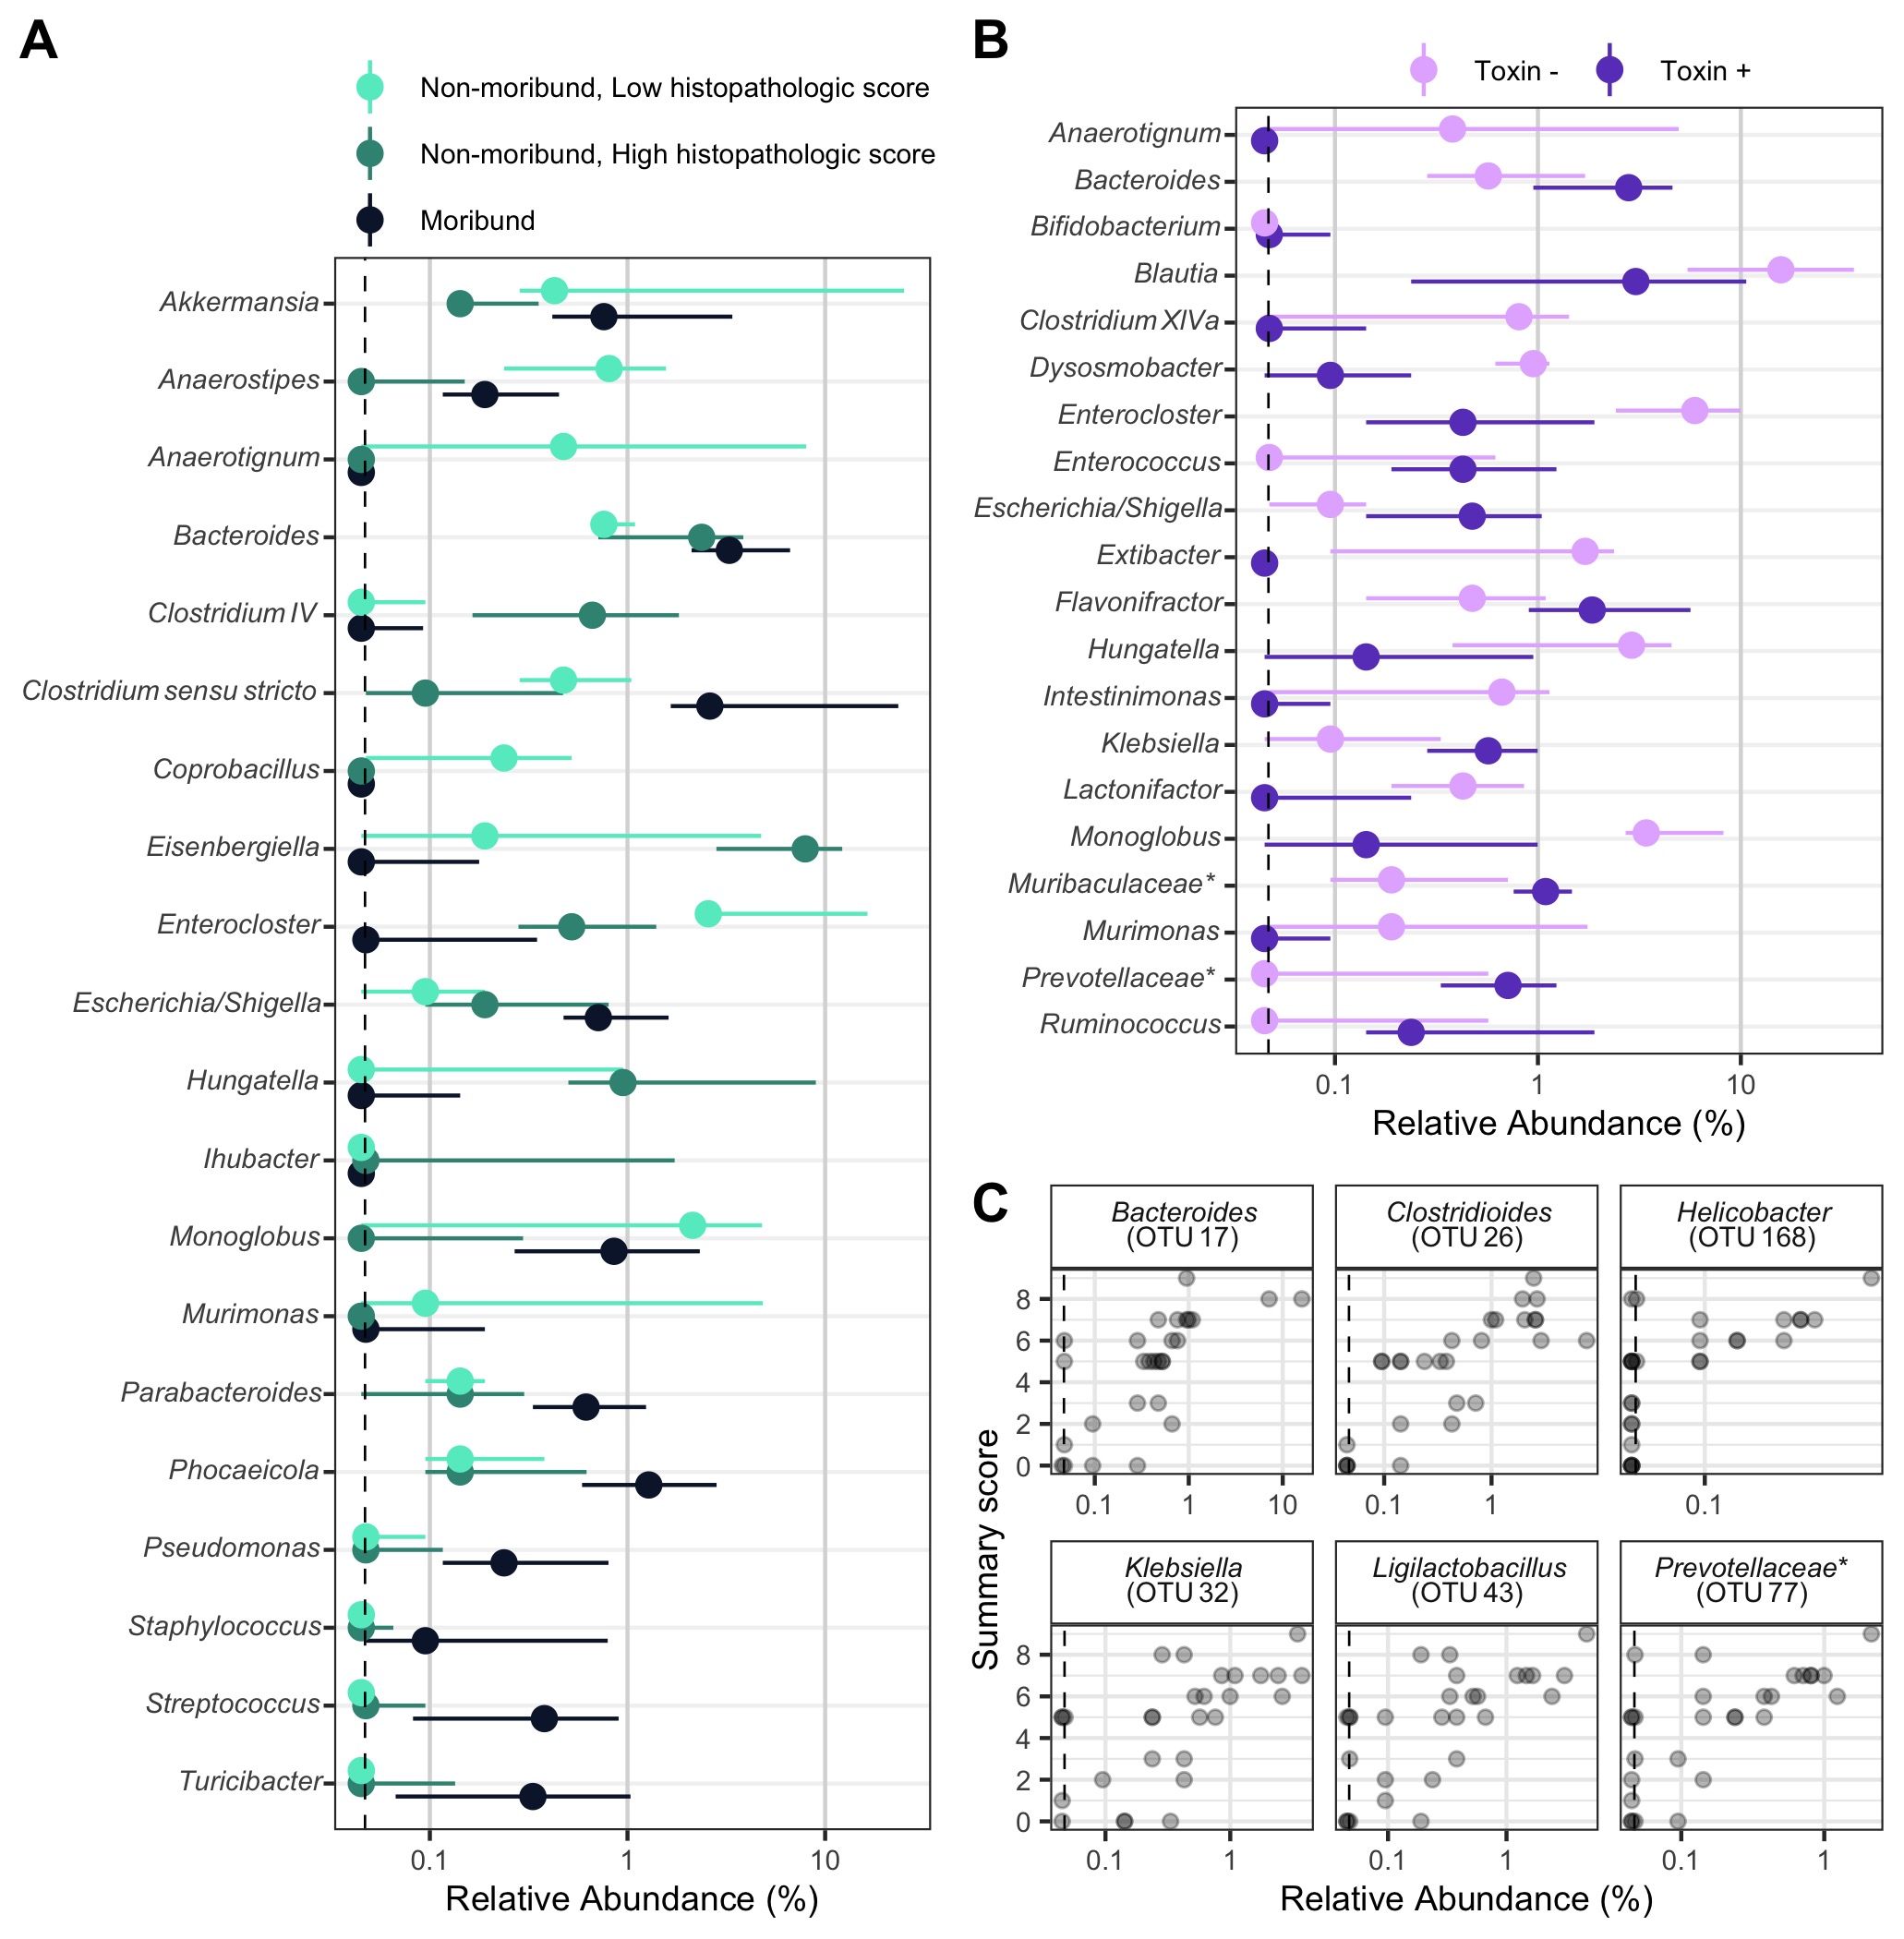 A
Non-moribund, Low histopathologic score
Non-moribund, High histopathologic score
Moribund
Akkermansia
Anaerostipes
Anaerotignum
Bacteroides
Clostridium IV
Clostridium sensu stricto
Coprobacillus
Eisenbergiella
Enterocloster
Escherichia/Shigella
Hungatella
Ihubacter
Monoglobus
Murimonas
Parabacteroides
Phocaeicola
Pseudomonas
Staphylococcus
Streptococcus
Turicibacter
0.1 1 10
Relative Abundance (%)
B
Toxin - Toxin +
Anaerotignum
Bacteroides
Bifidobacterium
Blautia
Clostridium XIVa
Dysosmobacter
Enterocloster
Enterococcus
Escherichia/Shigella
Extibacter
Flavonifractor
Hungatella
Intestinimonas
Klebsiella
Lactonifactor
Monoglobus
Muribaculaceae*
Murimonas
Prevotellaceae*
Ruminococcus
0.1 1 10
Relative Abundance (%)
C
Summary score
Bacteroides
(OTU 17)
Clostridioides
(OTU 26)
Helicobacter
(OTU 168)
8
6
4
2
0
0.1 1 10
0.1 1
0.1
Klebsiella
(OTU 32)
Ligilactobacillus
(OTU 43)
Prevotellaceae*
(OTU 77)
8
6
4
2
0
0.1 1
0.1 1
0.1 1
Relative Abundance (%)